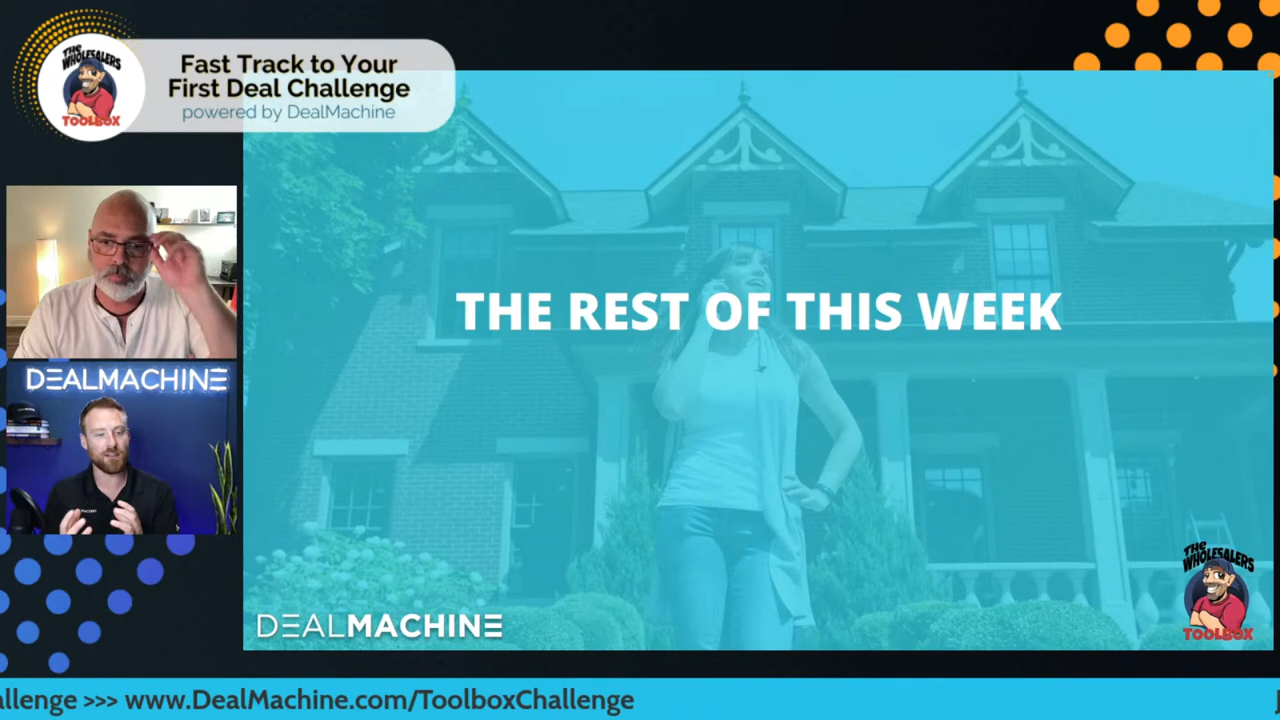 THE WHOLESALERS
TOOLBOX
Fast Track to Your
First Deal Challenge
powered by DealMachine
DEALMACHINE
THE REST OF THIS WEEK
DEALMACHINE
THE WHOLESALERS
TOOLBOX
allenge >>> www.DealMachine.com/ToolboxChallenge